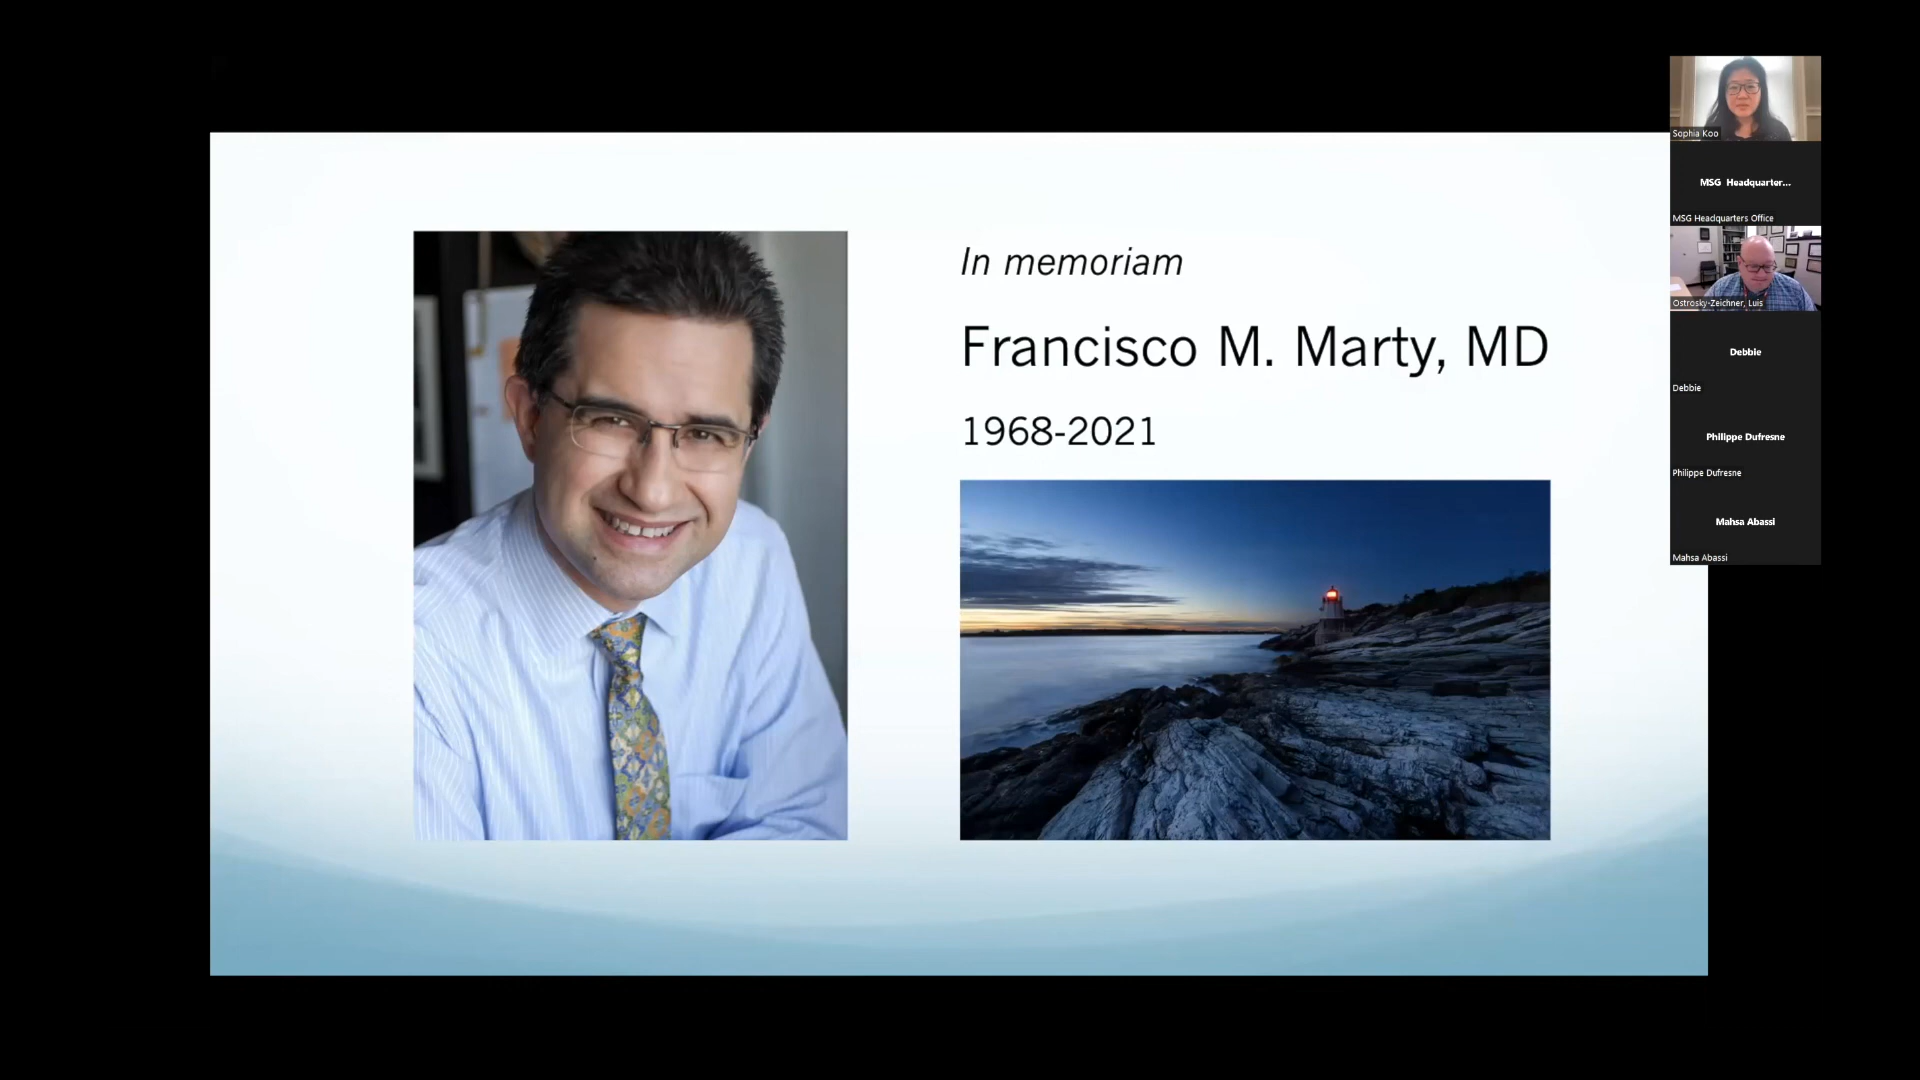 In memoriam
Francisco M. Marty, MD
1968-2021
Sophia Koo
MSG Headquarter...
MSG Headquarters Office
Ostrosky-Zeichner, Luis
Debbie
Debbie
Philippe Dufresne
Philippe Dufresne
Mahsa Abassi
Mahsa Abassi